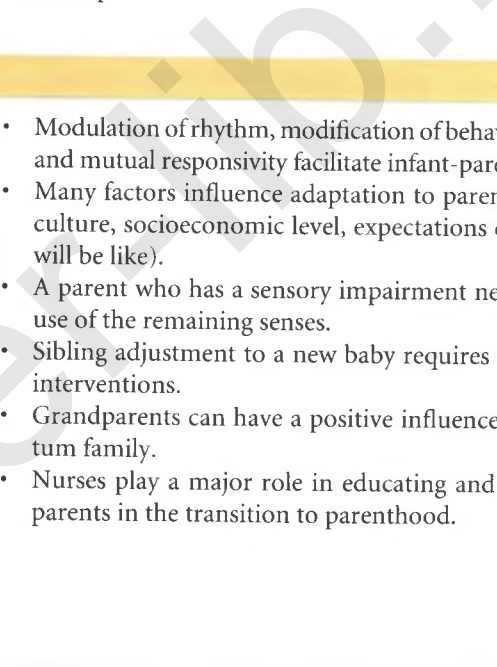 • Modulation of rhythm, modification of behav
and mutual responsivity facilitate infant-pare
• Many factors influence adaptation to paren
culture, socioeconomic level, expectations o
will be like).
• A parent who has a sensory impairment ne
use of the remaining senses.
• Sibling adjustment to a new baby requires
interventions.
• Grandparents can have a positive influence
tum family.
• Nurses play a major role in educating and
parents in the transition to parenthood.